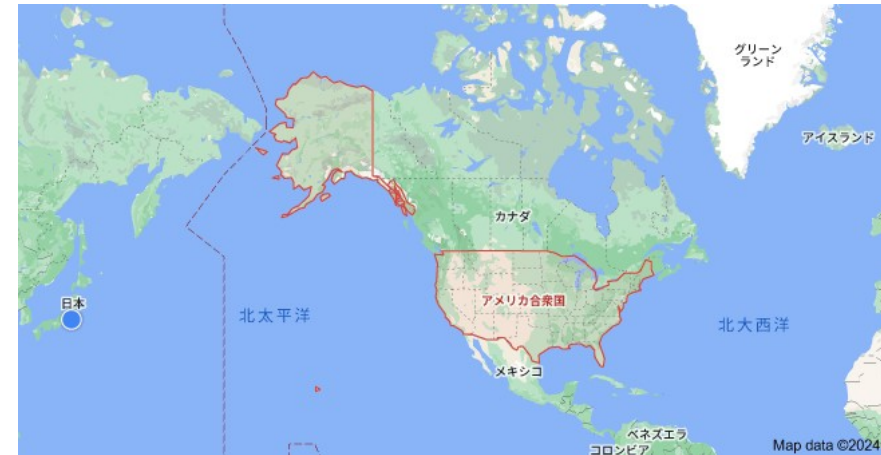 グリーン
ランド
アイスランド
カナダ
日本
アメリカ合衆国
北太平洋
北大西洋
メキシコ
ベネズエラ
コロンビア
Map data ©2024